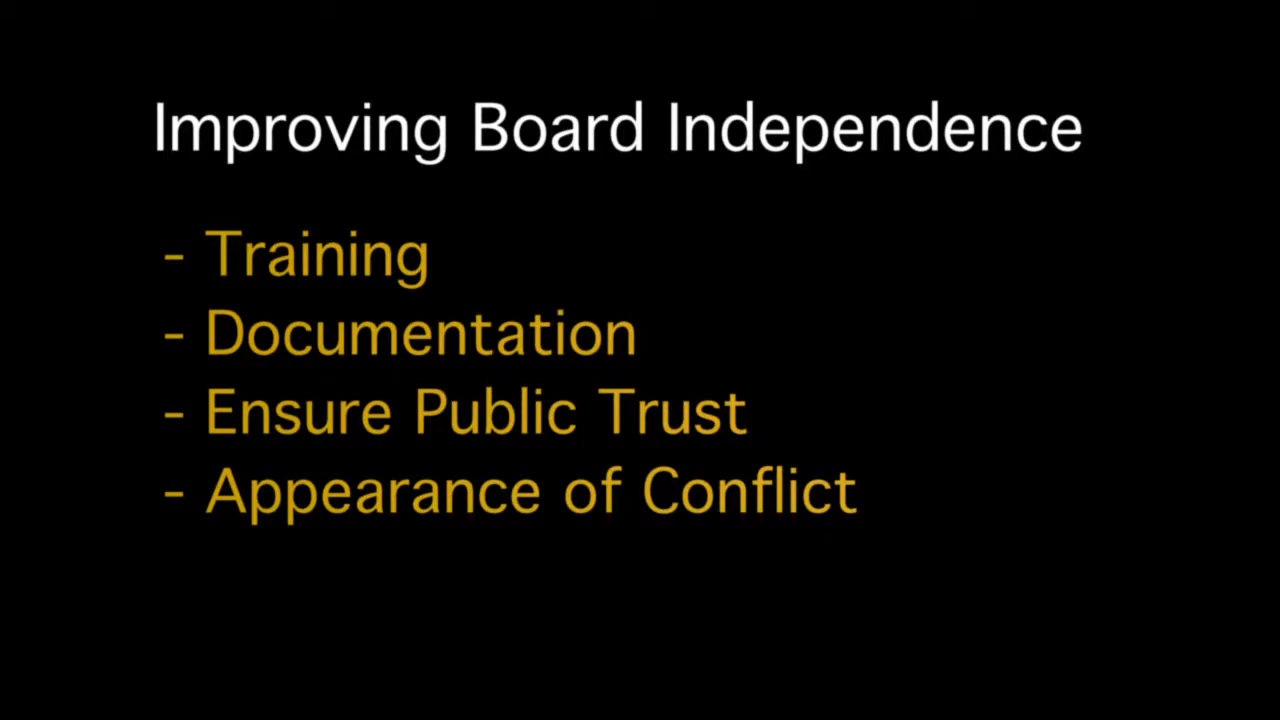 Improving Board Independence
- Training
- Documentation
- Ensure Public Trust
- Appearance of Conflict